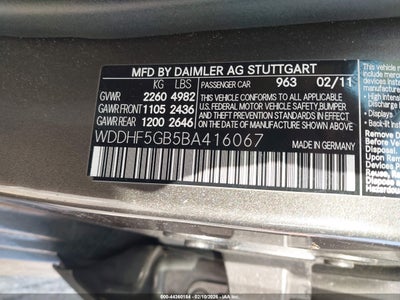 MFD BY DAIMLER AG STUTTGART
KG LBS
PASSENGER CAR 963 02/11
GVWR 2260 4982
GAWR FRONT 1105 2436
GAWR REAR 1200 2646
THIS VEHICLE CONFORMS TO ALL APPLICABLE
U.S. FEDERAL MOTOR VEHICLE SAFETY, BUMPER
AND THEFT PREVENTION STANDARDS IN EFFECT
ON THE DATE OF MANUFACTURE SHOWN ABOVE.
WDDHF5GB5BA416067
MADE IN GERMANY
This vehicle